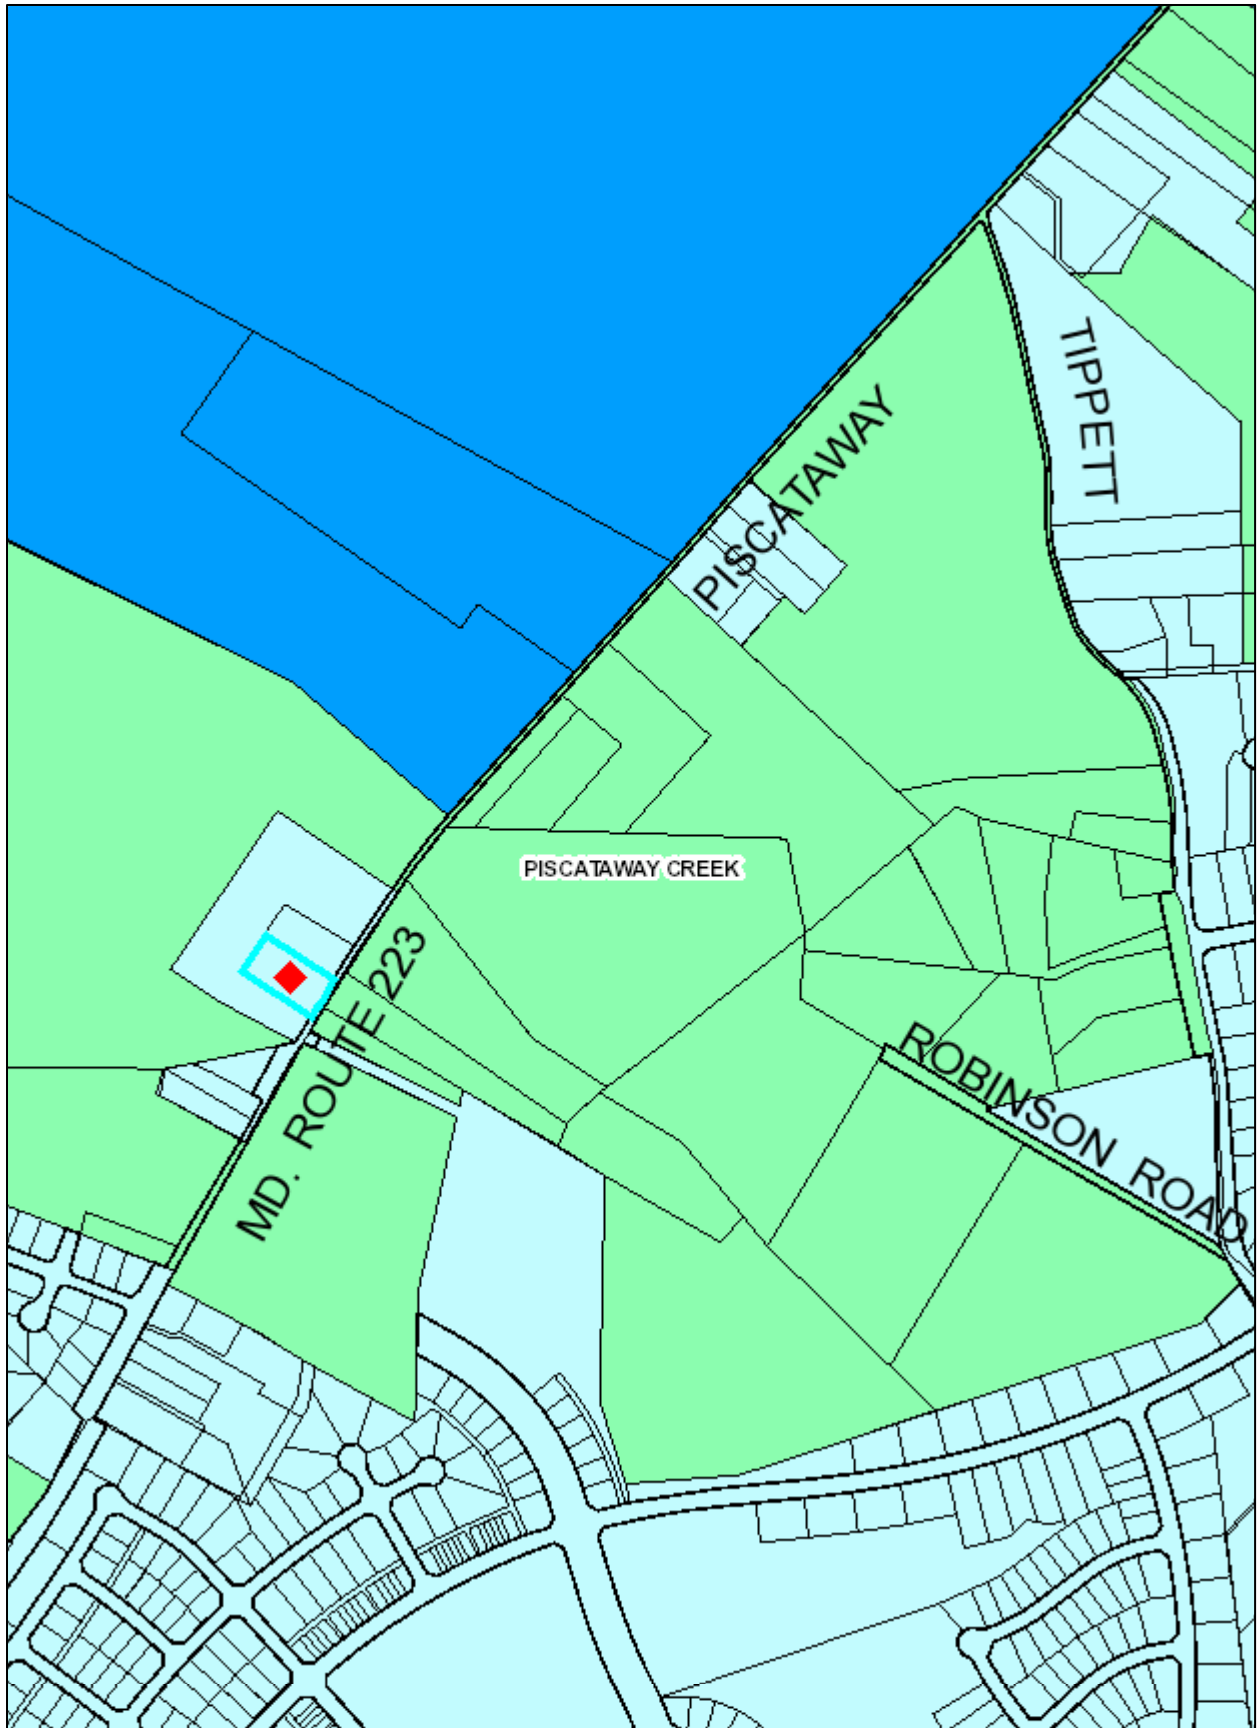 TIPPETT
PISCATAWAY
PISCATAWAY CREEK
MD. ROUTE 223
ROBINSON ROAD